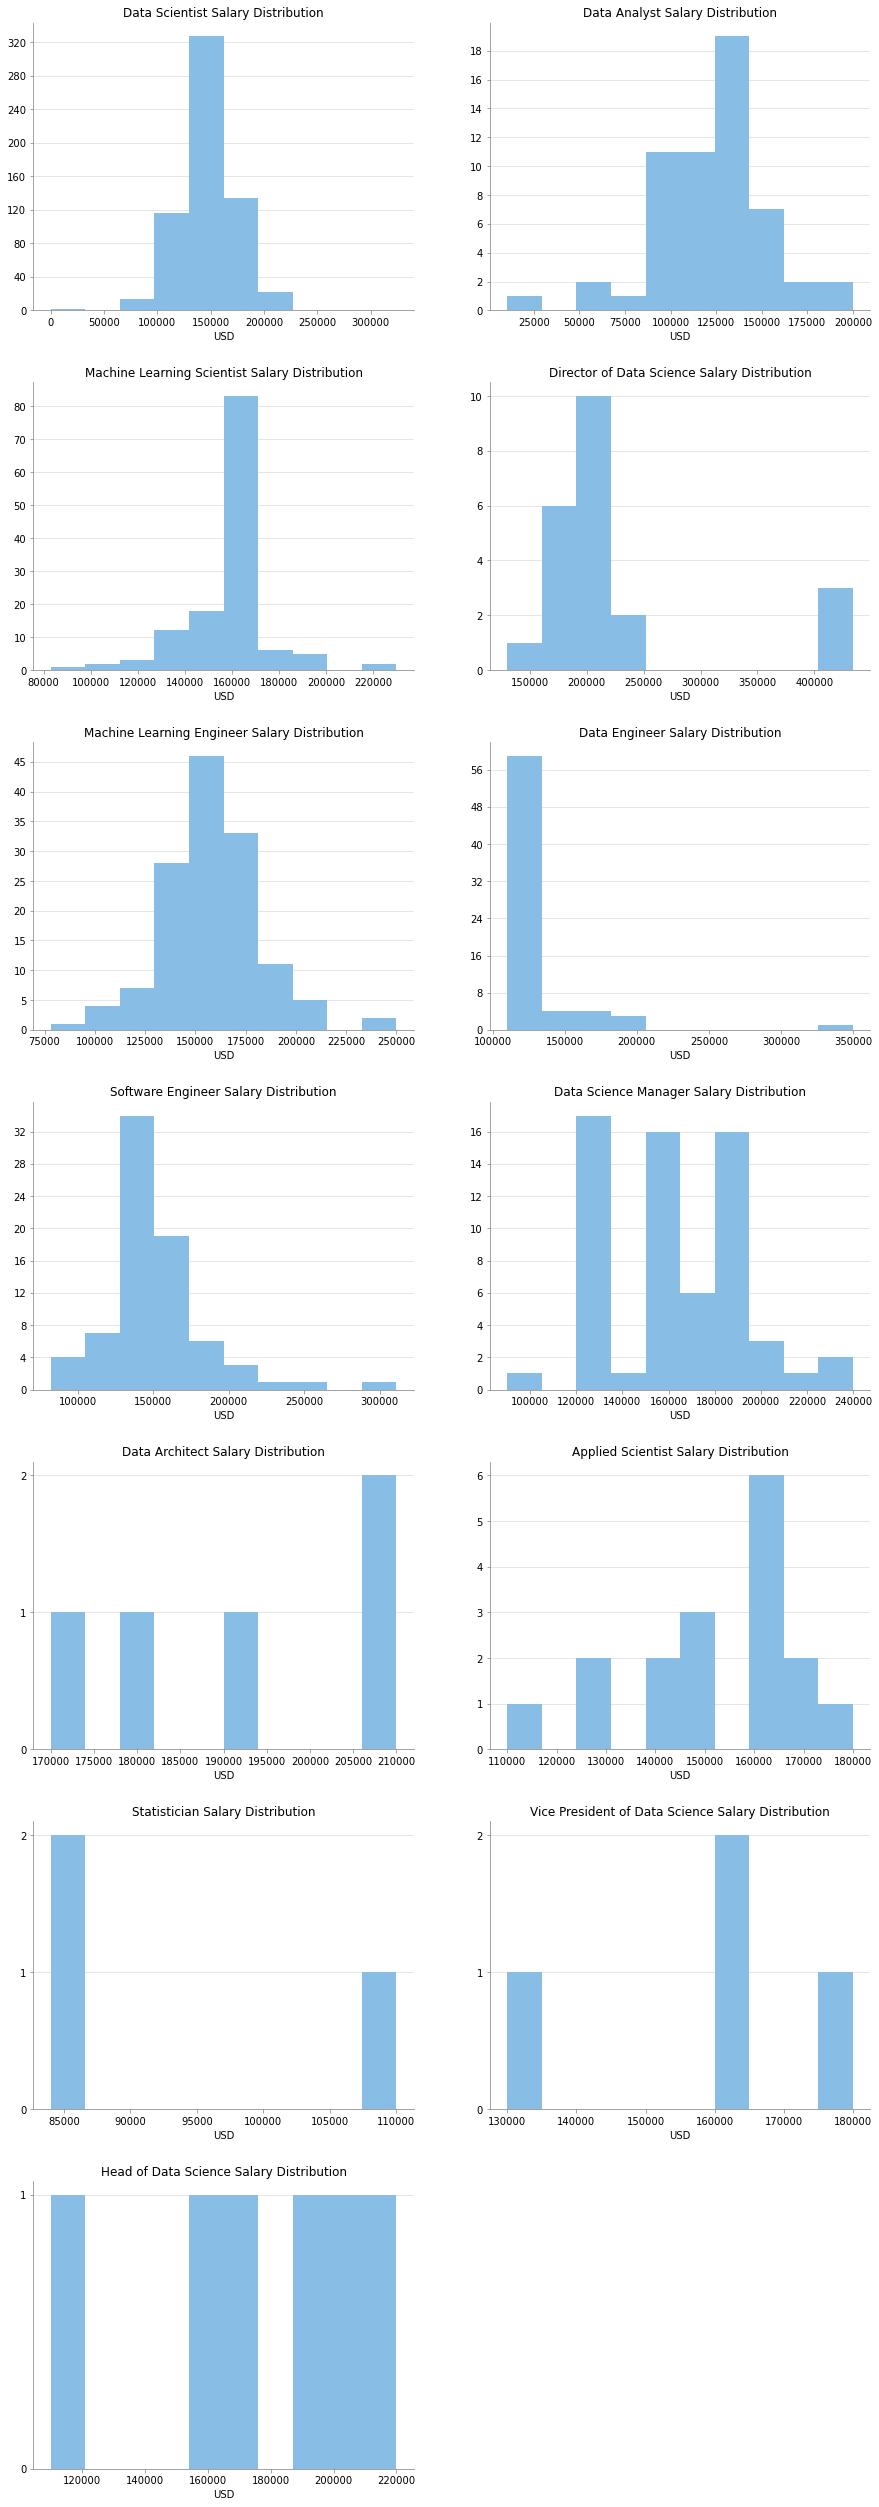 Data Scientist Salary Distribution
320
280
240
200
160
120
80
40
0
0 50000 100000 150000 200000 250000 300000
USD
Data Analyst Salary Distribution
18
16
14
12
10
8
6
4
2
0
25000 50000 75000 100000 125000 150000 175000 200000
USD
Machine Learning Scientist Salary Distribution
80
70
60
50
40
30
20
10
0
80000 100000 120000 140000 160000 180000 200000 220000
USD
Director of Data Science Salary Distribution
10
8
6
4
2
0
150000 200000 250000 300000 350000 400000
USD
Machine Learning Engineer Salary Distribution
45
40
35
30
25
20
15
10
5
0
75000 100000 125000 150000 175000 200000 225000 250000
USD
Data Engineer Salary Distribution
56
48
40
32
24
16
8
0
100000 150000 200000 250000 300000 350000
USD
Software Engineer Salary Distribution
32
28
24
20
16
12
8
4
0
100000 150000 200000 250000 300000
USD
Data Science Manager Salary Distribution
16
14
12
10
8
6
4
2
0
100000 120000 140000 160000 180000 200000 220000 240000
USD
Data Architect Salary Distribution
2
1
0
170000 175000 180000 185000 190000 195000 200000 205000 210000
USD
Applied Scientist Salary Distribution
6
5
4
3
2
1
0
110000 120000 130000 140000 150000 160000 170000 180000
USD
Statistician Salary Distribution
2
1
0
85000 90000 95000 100000 105000 110000
USD
Vice President of Data Science Salary Distribution
2
1
0
130000 140000 150000 160000 170000 180000
USD
Head of Data Science Salary Distribution
1
0
120000 140000 160000 180000 200000 220000
USD